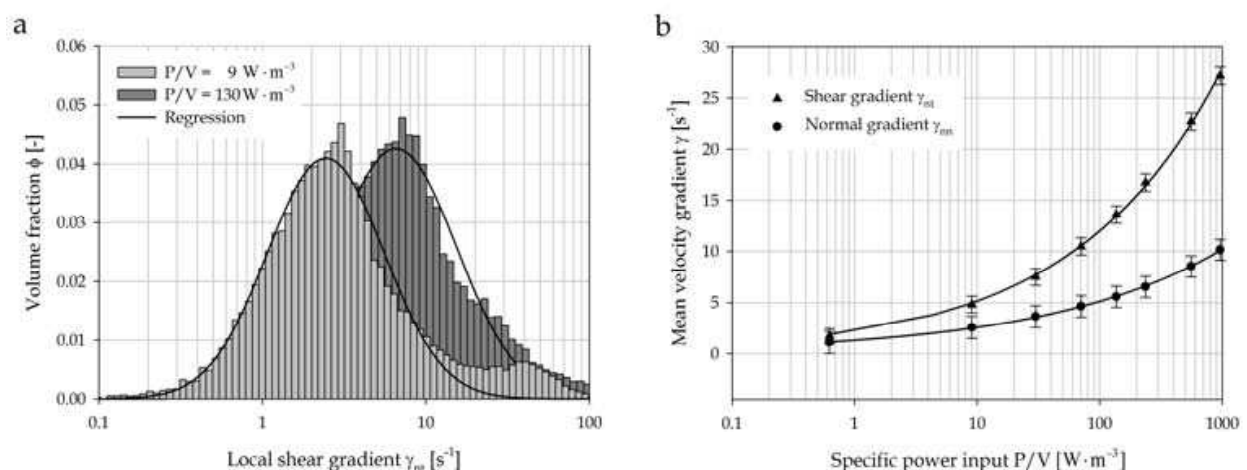 a
0.06
0.05
0.04
0.03
0.02
0.01
0.00
Volume fraction ϕ [-]
P/V = 9 W·m⁻³
P/V = 130 W·m⁻³
Regression
0.1
1
10
100
Local shear gradient γₙₜ [s⁻¹]
b
30
25
20
15
10
5
0
Mean velocity gradient γ [s⁻¹]
Shear gradient γₙₜ
Normal gradient γₙₙ
0.1
1
10
100
1000
Specific power input P/V [W·m⁻³]